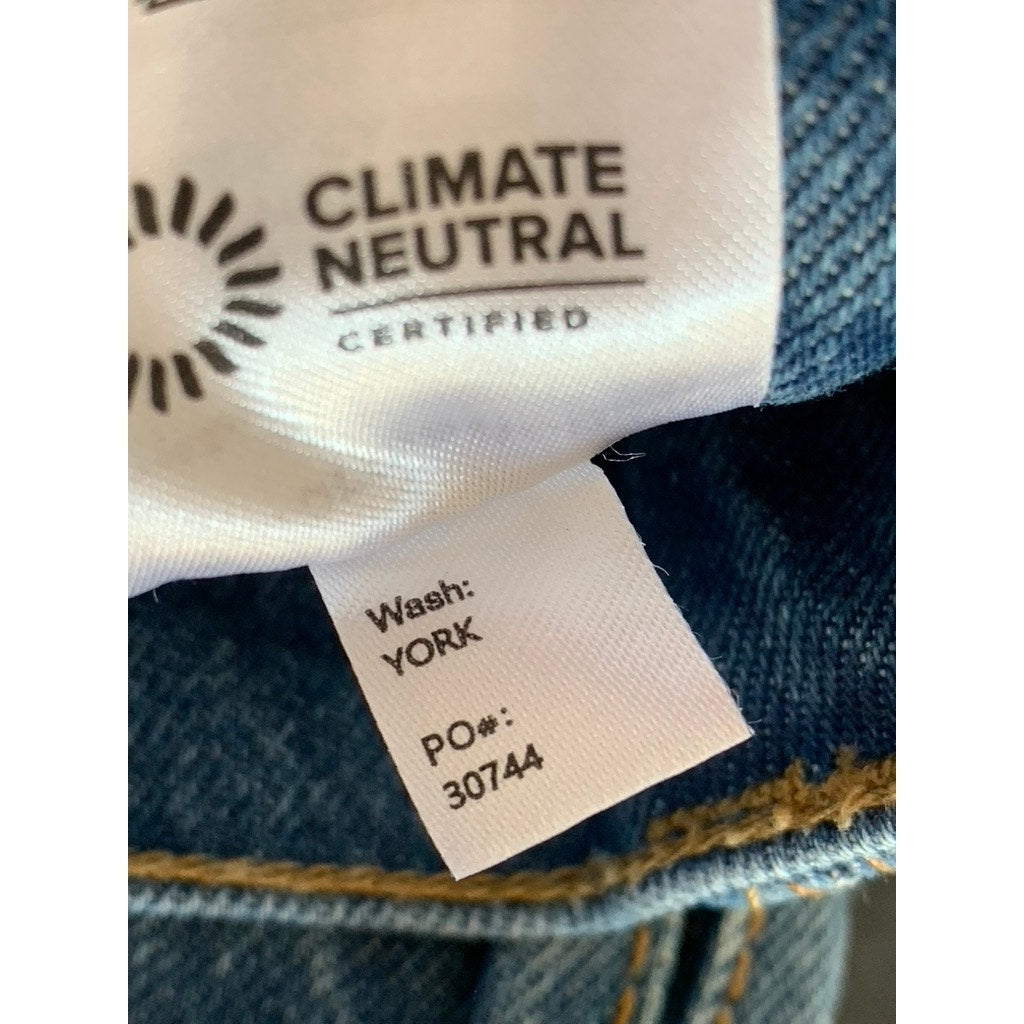 CLIMATE
NEUTRAL
CERTIFIED
Wash:
YORK
PO#:
30744